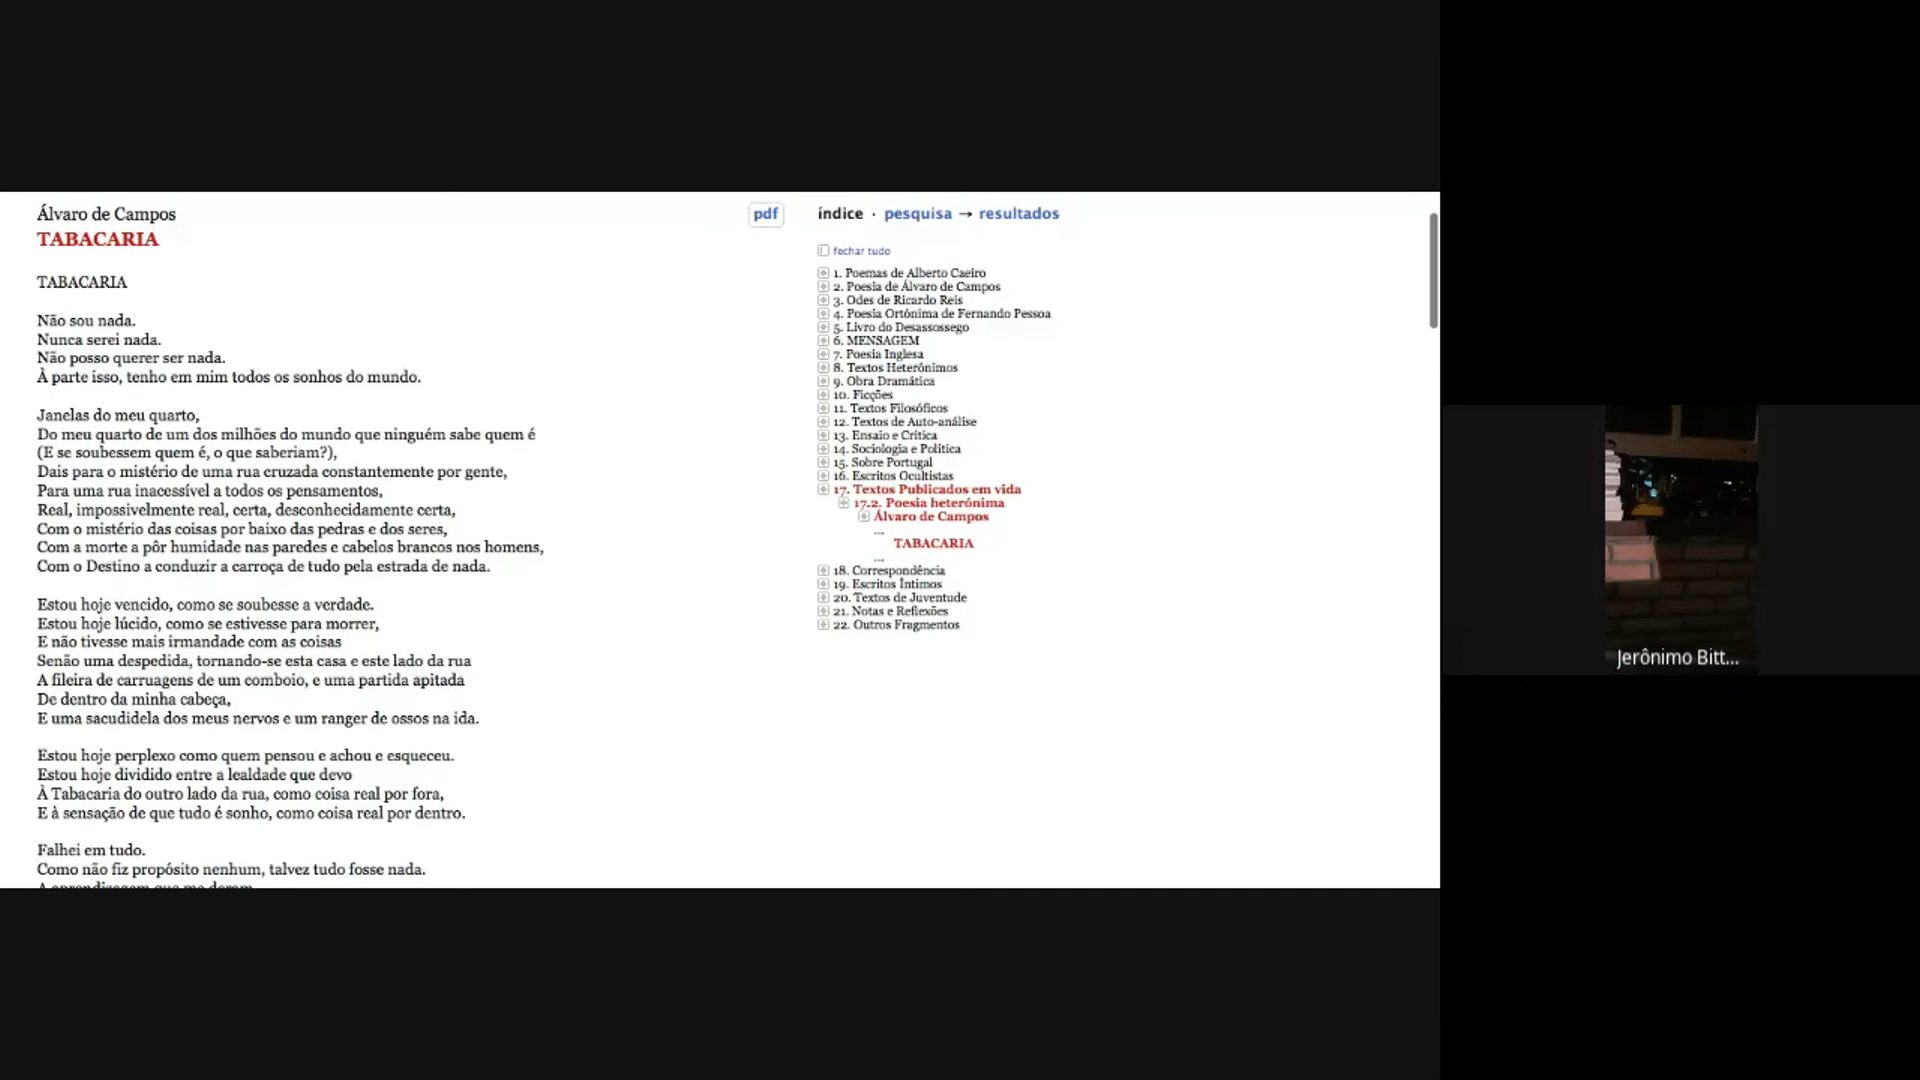 Álvaro de Campos
TABACARIA
TABACARIA
Não sou nada.
Nunca serei nada.
Não posso querer ser nada.
À parte isso, tenho em mim todos os sonhos do mundo.
Janelas do meu quarto,
Do meu quarto de um dos milhões do mundo que ninguém sabe quem é
(E se soubessem quem é, o que saberiam?),
Dais para o mistério de uma rua cruzada constantemente por gente,
Para uma rua inacessível a todos os pensamentos,
Real, impossivelmente real, certa, desconhecidamente certa,
Com o mistério das coisas por baixo das pedras e dos seres,
Com a morte a pôr humidade nas paredes e cabelos brancos nos homens,
Com o Destino a conduzir a carroça de tudo pela estrada de nada.
Estou hoje vencido, como se soubesse a verdade.
Estou hoje lúcido, como se estivesse para morrer,
E não tivesse mais irmandade com as coisas
Senão uma despedida, tornando-se esta casa e este lado da rua
A fileira de carruagens de um comboio, e uma partida apitada
De dentro da minha cabeça,
E uma sacudidela dos meus nervos e um ranger de ossos na ida.
Estou hoje perplexo como quem pensou e achou e esqueceu.
Estou hoje dividido entre a lealdade que devo
À Tabacaria do outro lado da rua, como coisa real por fora,
E à sensação de que tudo é sonho, como coisa real por dentro.
Falhei em tudo.
Como não fiz propósito nenhum, talvez tudo fosse nada.
A aprendizagem que me deram,
pdf
índice · pesquisa → resultados
fechar tudo
1. Poemas de Alberto Caeiro
2. Poesia de Álvaro de Campos
3. Odes de Ricardo Reis
4. Poesia Ortónima de Fernando Pessoa
5. Livro do Desassossego
6. MENSAGEM
7. Poesia Inglesa
8. Textos Heterónimos
9. Obra Dramática
10. Ficções
11. Textos Filosóficos
12. Textos de Auto-análise
13. Ensaio e Crítica
14. Sociologia e Política
15. Sobre Portugal
16. Escritos Ocultistas
17. Textos Publicados em vida
17.2. Poesia heterónima
Álvaro de Campos
...
TABACARIA
...
18. Correspondência
19. Escritos Íntimos
20. Textos de Juventude
21. Notas e Reflexões
22. Outros Fragmentos
Jerônimo Bitt...